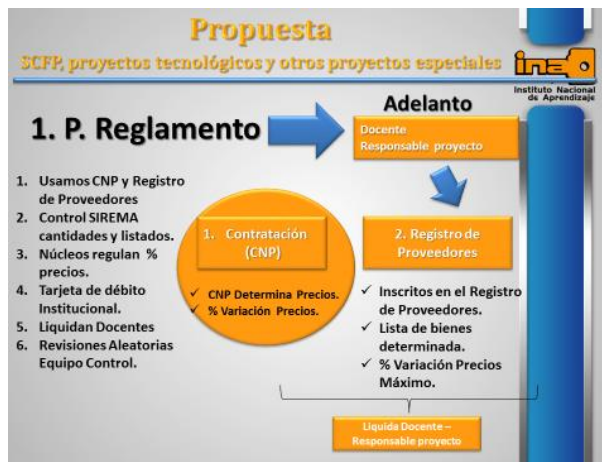 Propuesta
SCFP, proyectos tecnológicos y otros proyectos especiales
ina
Instituto Nacional
de Aprendizaje
1. P. Reglamento
Adelanto
Docente
Responsable proyecto
1. Usamos CNP y Registro
de Proveedores
2. Control SIREMA
cantidades y listados.
3. Núcleos regulan %
precios.
4. Tarjeta de débito
Institucional.
5. Liquidan Docentes
6. Revisiones Aleatorias
Equipo Control.
1. Contratación
(CNP)
✓ CNP Determina Precios.
✓ % Variación Precios.
2. Registro de
Proveedores
✓ Inscritos en el Registro
de Proveedores.
✓ Lista de bienes
determinada.
✓ % Variación Precios
Máximo.
Liquida Docente –
Responsable proyecto